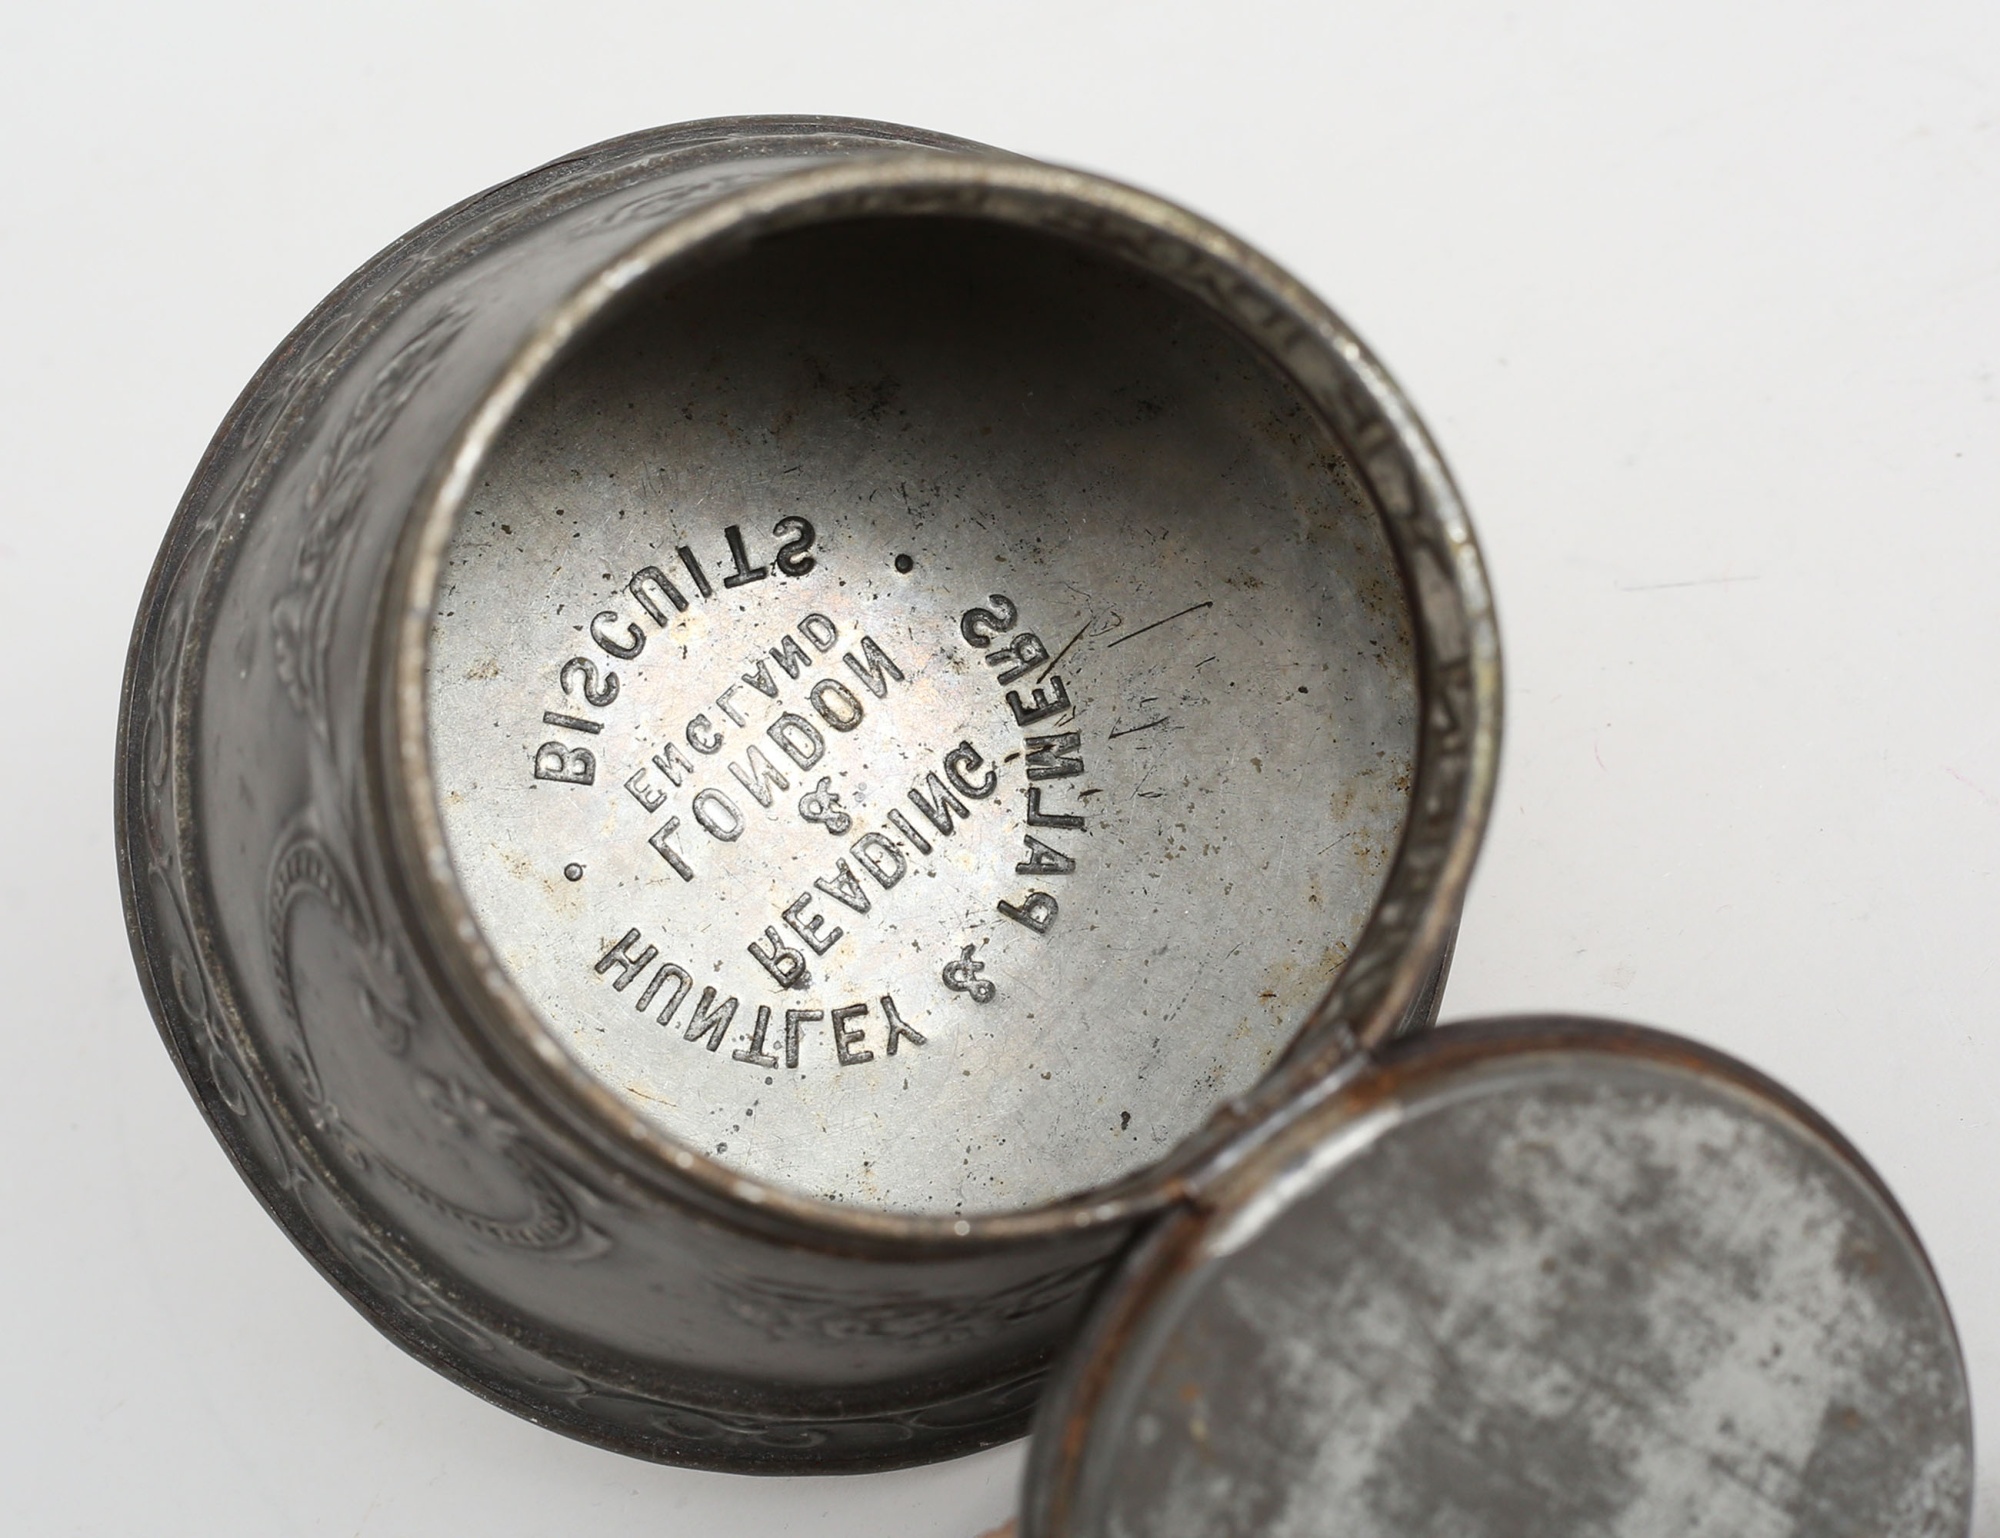 HUNTLEY & PALMERS
READING
&
LONDON
ENGLAND
BISCUITS